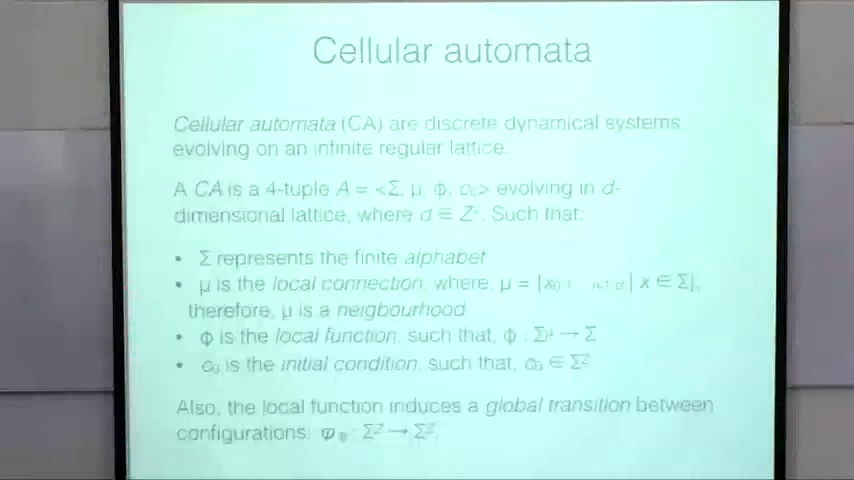 Cellular automata
Cellular automata (CA) are discrete dynamical systems
evolving on an infinite regular lattice.
A CA is a 4-tuple A = <Σ, μ, Φ, c₀> evolving in d-
dimensional lattice, where d ∈ Z⁺. Such that:
• Σ represents the finite alphabet
• μ is the local connection, where, μ = x ∈ Σ
therefore, μ is a neigbourhood
• Φ is the local function, such that, Φ : Σ^μ → Σ
• c₀ is the initial condition, such that, c₀ ∈ Σ^Z
Also, the local function induces a global transition between
configurations: φ_Φ : Σ^Z → Σ^Z.